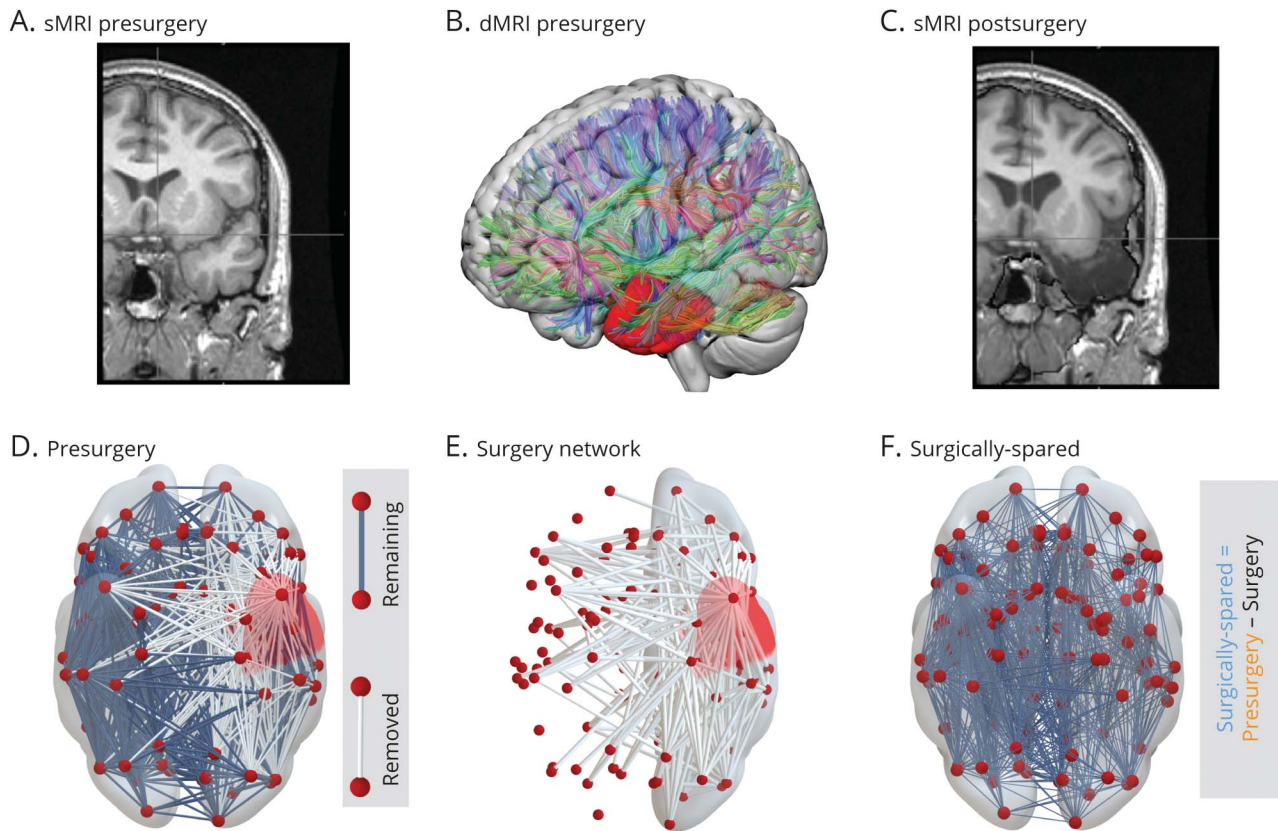 A. sMRI presurgery
B. dMRI presurgery
C. sMRI postsurgery
D. Presurgery
Remaining
Removed
E. Surgery network
F. Surgically-spared
Surgically-spared =
Presurgery – Surgery